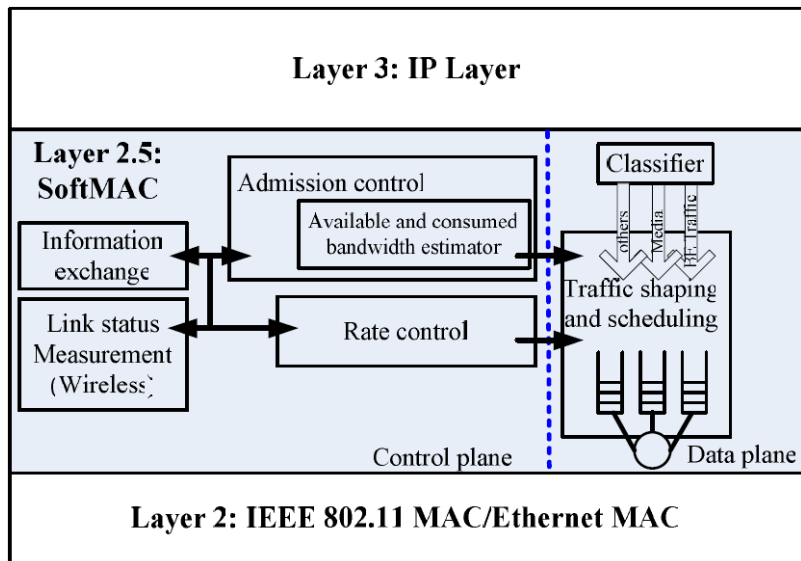 Layer 3: IP Layer
Layer 2.5:
SoftMAC
Admission control
Available and consumed
bandwidth estimator
Information
exchange
Link status
Measurement
(Wireless)
Rate control
Control plane
Classifier
others
Media
BE Traffic
Traffic shaping
and scheduling
Data plane
Layer 2: IEEE 802.11 MAC/Ethernet MAC